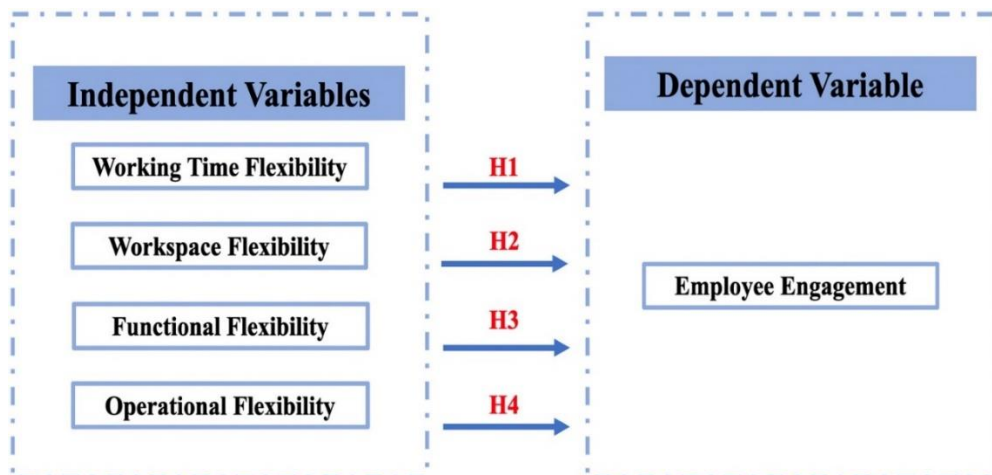 Independent Variables
Working Time Flexibility
Workspace Flexibility
Functional Flexibility
Operational Flexibility
H1
H2
H3
H4
Dependent Variable
Employee Engagement